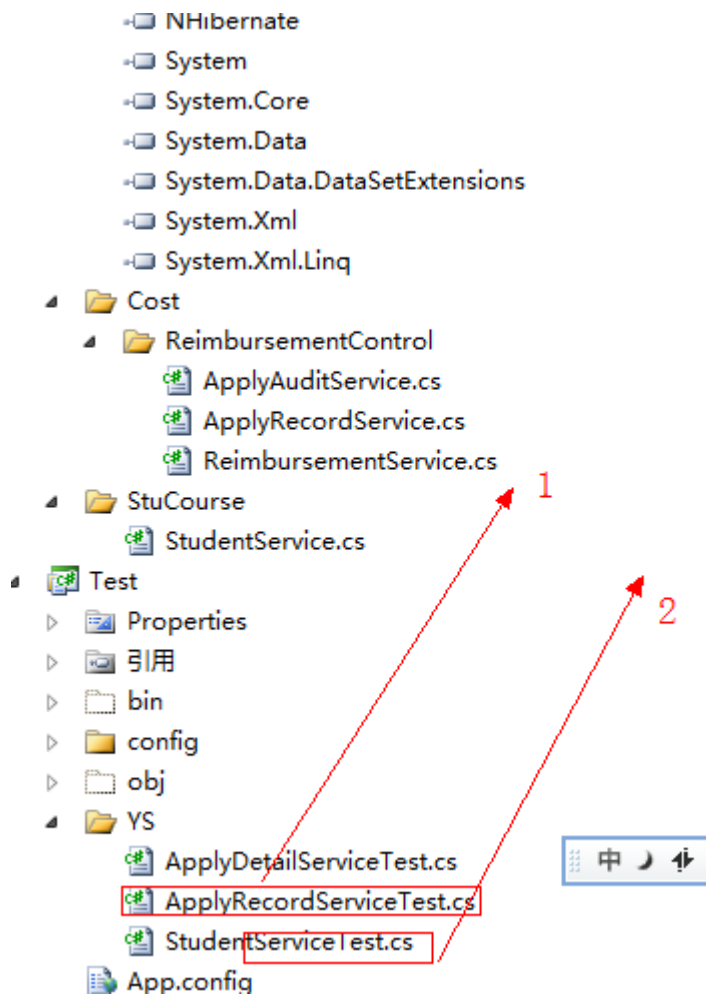 NHibernate
System
System.Core
System.Data
System.Data.DataSetExtensions
System.Xml
System.Xml.Linq
Cost
ReimbursementControl
ApplyAuditService.cs
ApplyRecordService.cs
ReimbursementService.cs
1
StuCourse
StudentService.cs
Test
2
Properties
引用
bin
config
obj
YS
ApplyDetailServiceTest.cs
中
ApplyRecordServiceTest.cs
StudentServiceTest.cs
App.config